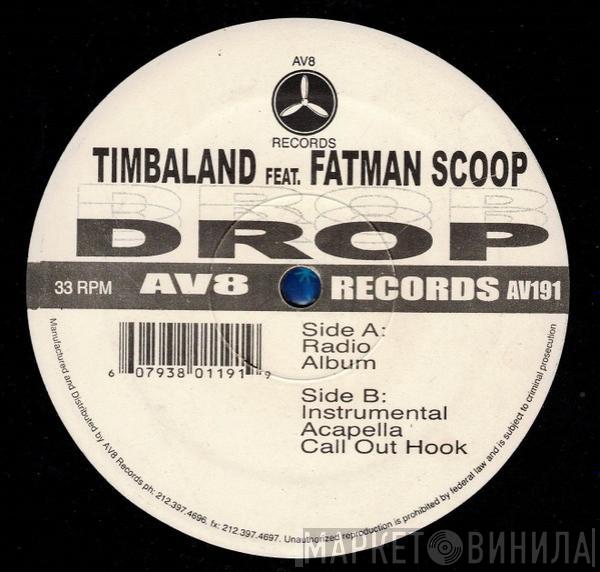 AV8
RECORDS
TIMBALAND FEAT. FATMAN SCOOP
DROP
33 RPM AV8 RECORDS AV191
6 07938 01191 9
Side A:
Radio
Album
Side B:
Instrumental
Acapella
Call Out Hook
Manufactured and Distributed by AV8 Records ph: 212.397.4696. fx: 212.397.4697. Unauthorized reproduction is prohibited by federal law and is subject to criminal prosecution
МАРКЕТ ВИНИЛА